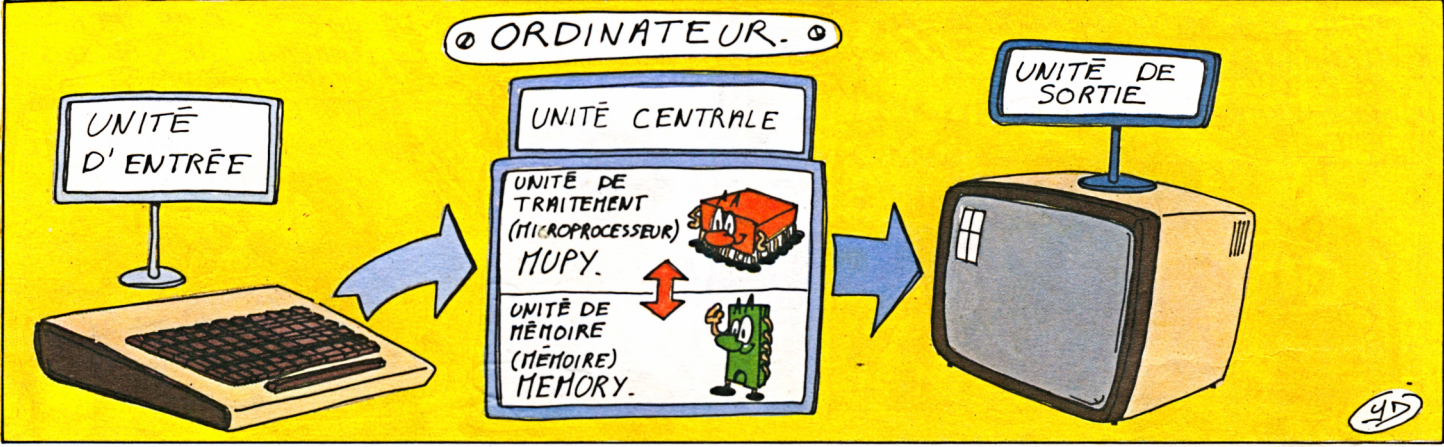 ORDINATEUR.
UNITÉ
D'ENTRÉE
UNITÉ CENTRALE
UNITÉ DE
TRAITEMENT
(MICROPROCESSEUR)
MUPY.
UNITÉ DE
MÉMOIRE
(MÉMOIRE)
MEMORY.
UNITÉ DE
SORTIE
YD